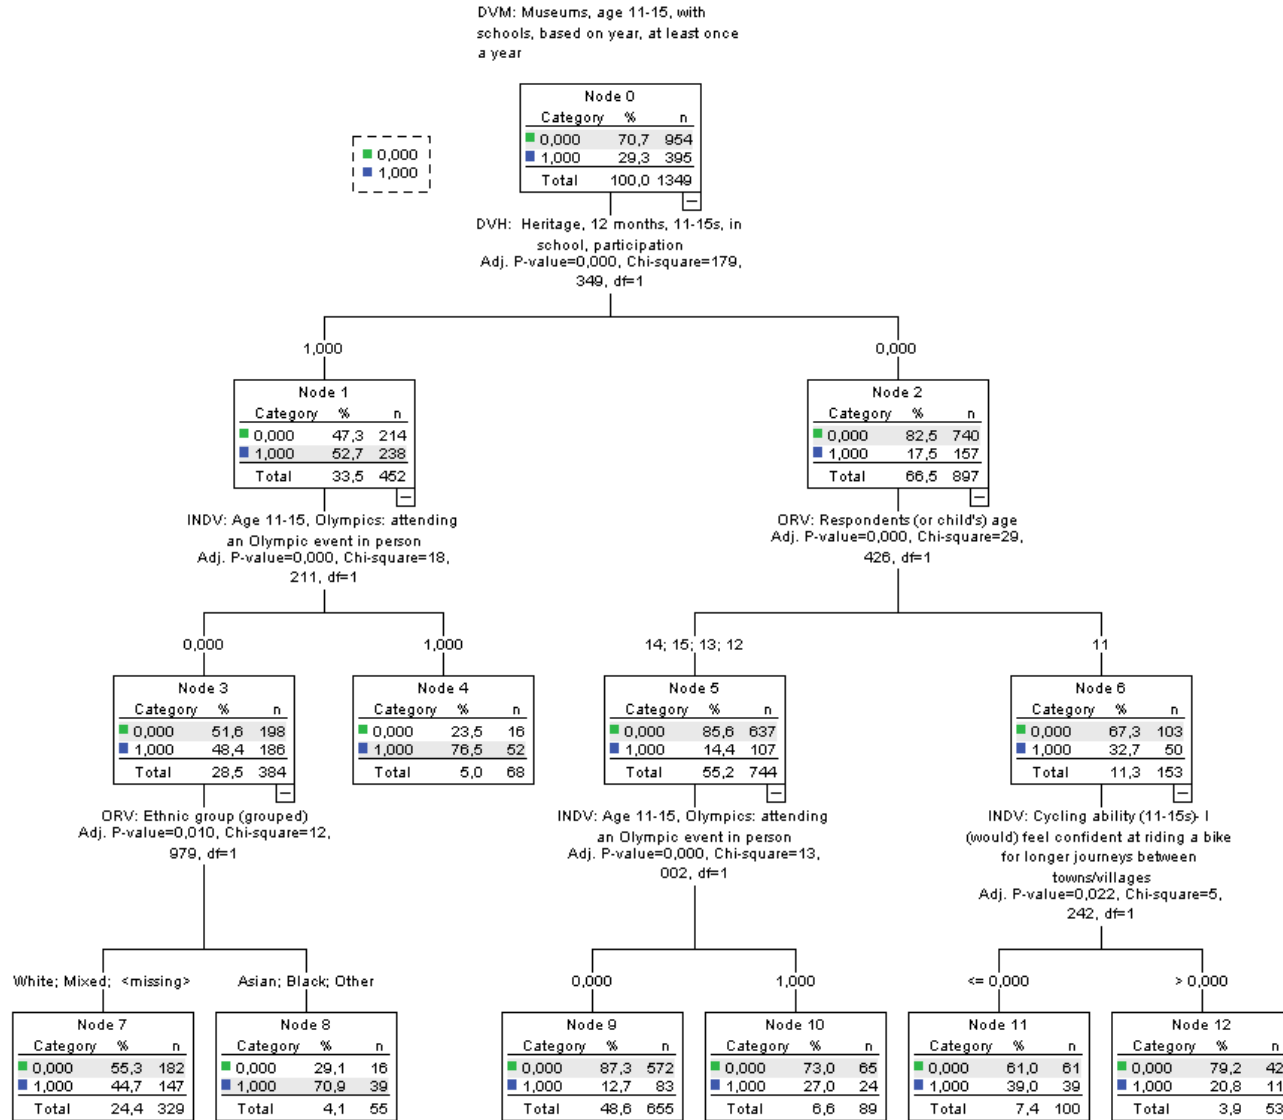 DVM: Museums, age 11-15, with
schools, based on year, at least once
a year
Node 0
Category % n
0,000 70,7 954
1,000 29,3 395
Total 100,0 1349
0,000
1,000
DVH: Heritage, 12 months, 11-15s, in
school, participation
Adj. P-value=0,000, Chi-square=179,
349, df=1
1,000
0,000
Node 1
Category % n
0,000 47,3 214
1,000 52,7 238
Total 33,5 452
Node 2
Category % n
0,000 82,5 740
1,000 17,5 157
Total 66,5 897
INDV: Age 11-15, Olympics: attending
an Olympic event in person
Adj. P-value=0,000, Chi-square=18,
211, df=1
ORV: Respondents (or child's) age
Adj. P-value=0,000, Chi-square=29,
426, df=1
0,000
1,000
14; 15; 13; 12
11
Node 3
Category % n
0,000 51,6 198
1,000 48,4 186
Total 28,5 384
Node 4
Category % n
0,000 23,5 16
1,000 76,5 52
Total 5,0 68
Node 5
Category % n
0,000 85,6 637
1,000 14,4 107
Total 55,2 744
Node 6
Category % n
0,000 67,3 103
1,000 32,7 50
Total 11,3 153
ORV: Ethnic group (grouped)
Adj. P-value=0,010, Chi-square=12,
979, df=1
INDV: Age 11-15, Olympics: attending
an Olympic event in person
Adj. P-value=0,000, Chi-square=13,
002, df=1
INDV: Cycling ability (11-15s)- I
(would) feel confident at riding a bike
for longer journeys between
towns/villages
Adj. P-value=0,022, Chi-square=5,
242, df=1
White; Mixed; <missing>
Asian; Black; Other
0,000
1,000
<= 0,000
> 0,000
Node 7
Category % n
0,000 55,3 182
1,000 44,7 147
Total 24,4 329
Node 8
Category % n
0,000 29,1 16
1,000 70,9 39
Total 4,1 55
Node 9
Category % n
0,000 87,3 572
1,000 12,7 83
Total 48,6 655
Node 10
Category % n
0,000 73,0 65
1,000 27,0 24
Total 6,6 89
Node 11
Category % n
0,000 61,0 61
1,000 39,0 39
Total 7,4 100
Node 12
Category % n
0,000 79,2 42
1,000 20,8 11
Total 3,9 53